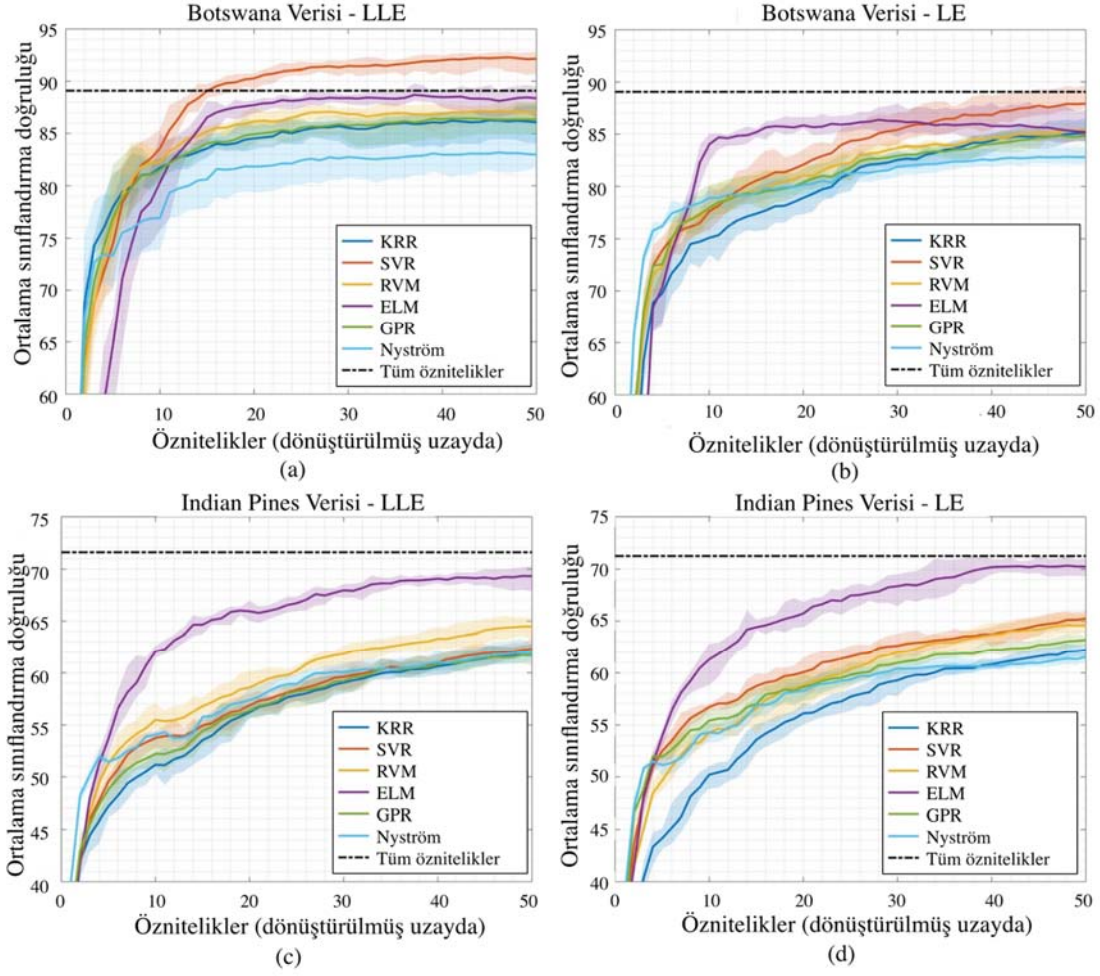 Botswana Verisi - LLE
Ortalama sınıflandırma doğruluğu
95
90
85
80
75
70
65
60
KRR
SVR
RVM
ELM
GPR
Nyström
Tüm öznitelikler
0 10 20 30 40 50
Öznitelikler (dönüştürülmüş uzayda)
(a)
Botswana Verisi - LE
Ortalama sınıflandırma doğruluğu
95
90
85
80
75
70
65
60
KRR
SVR
RVM
ELM
GPR
Nyström
Tüm öznitelikler
0 10 20 30 40 50
Öznitelikler (dönüştürülmüş uzayda)
(b)
Indian Pines Verisi - LLE
Ortalama sınıflandırma doğruluğu
75
70
65
60
55
50
45
40
KRR
SVR
RVM
ELM
GPR
Nyström
Tüm öznitelikler
0 10 20 30 40 50
Öznitelikler (dönüştürülmüş uzayda)
(c)
Indian Pines Verisi - LE
Ortalama sınıflandırma doğruluğu
75
70
65
60
55
50
45
40
KRR
SVR
RVM
ELM
GPR
Nyström
Tüm öznitelikler
0 10 20 30 40 50
Öznitelikler (dönüştürülmüş uzayda)
(d)